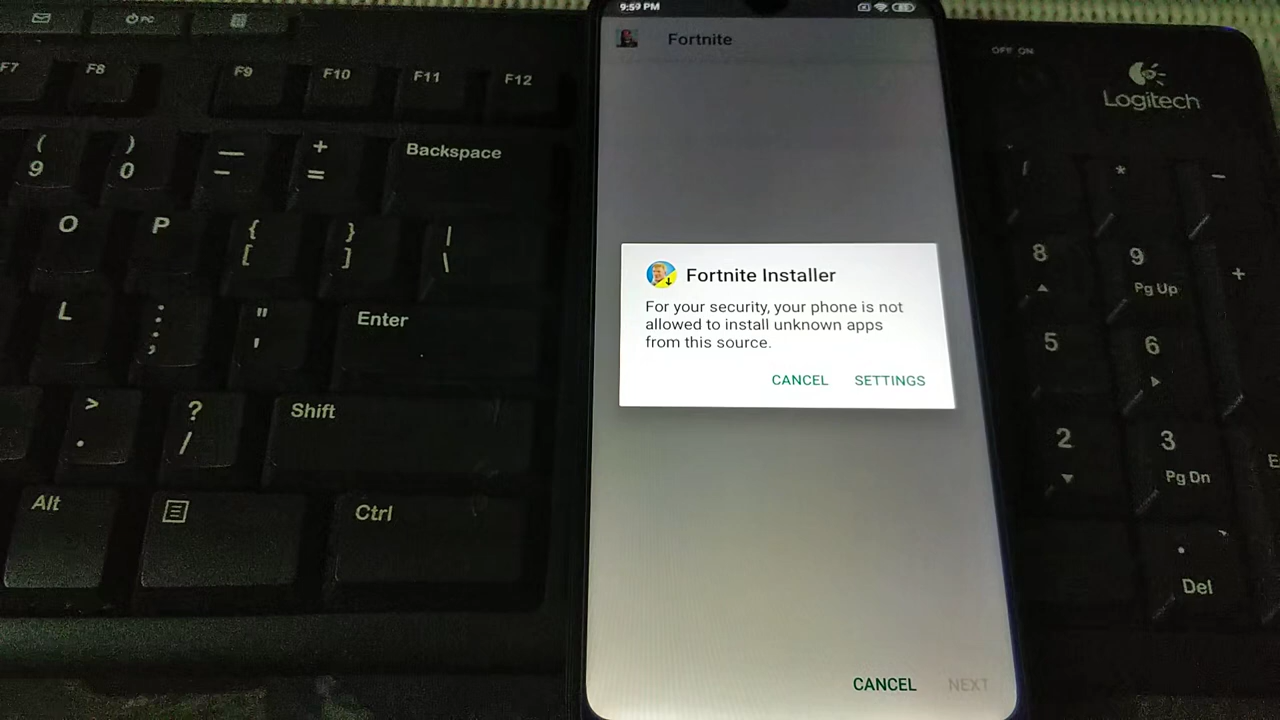 PC
F7
F8
F9
F10
F11
F12
(
9
)
0
—
-
+
=
Backspace
O
P
{
[
}
]
|
\
L
:
;
"
'
Enter
>
.
?
/
Shift
Alt
Ctrl
9:59 PM
Fortnite
Fortnite Installer
For your security, your phone is not
allowed to install unknown apps
from this source.
CANCEL SETTINGS
CANCEL NEXT
OFF ON
Logitech
/
*
-
8
9
Pg Up
+
5
6
2
3
Pg Dn
.
Del